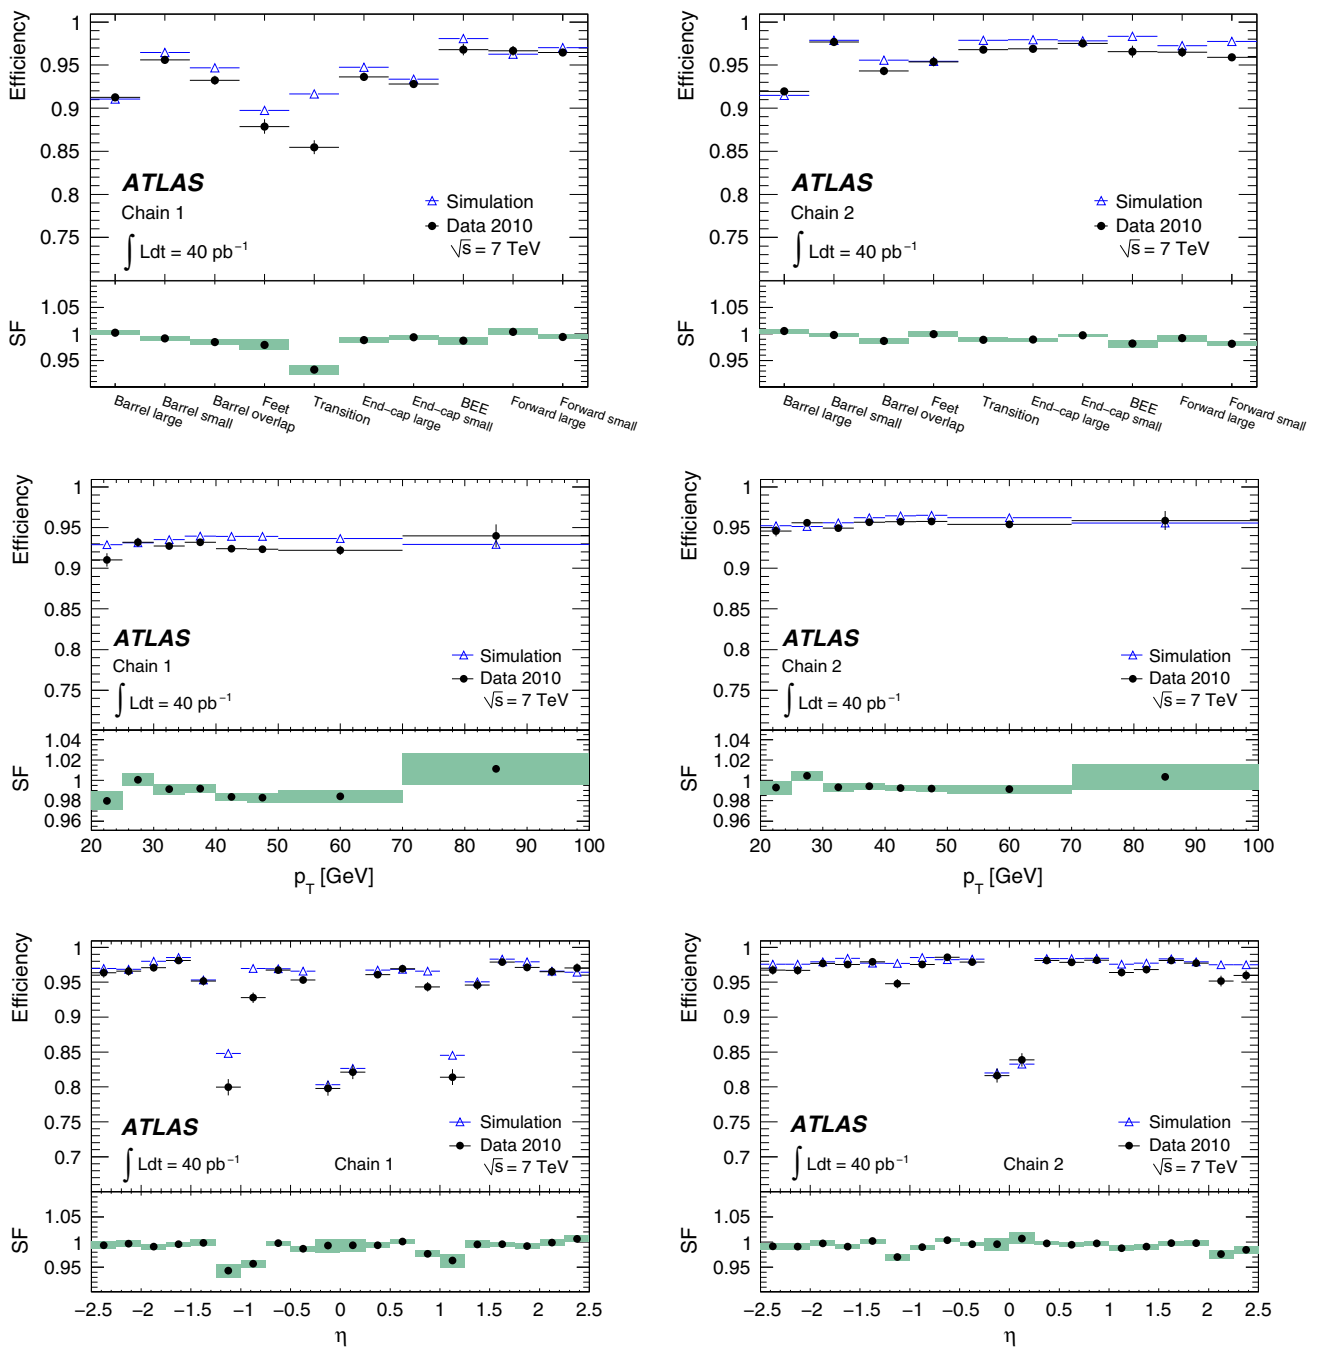 Efficiency
1
0.95
0.9
0.85
0.8
0.75
ATLAS
Chain 1
∫ Ldt = 40 pb⁻¹
Simulation
Data 2010
√s = 7 TeV
SF
1.05
1
0.95
Barrel large
Barrel small
Barrel overlap
Feet
Transition
End–cap large
End–cap small
BEE
Forward large
Forward small
Efficiency
1
0.95
0.9
0.85
0.8
0.75
ATLAS
Chain 2
∫ Ldt = 40 pb⁻¹
Simulation
Data 2010
√s = 7 TeV
SF
1.05
1
0.95
Barrel large
Barrel small
Barrel overlap
Feet
Transition
End–cap large
End–cap small
BEE
Forward large
Forward small
Efficiency
1
0.95
0.9
0.85
0.8
0.75
ATLAS
Chain 1
∫ Ldt = 40 pb⁻¹
Simulation
Data 2010
√s = 7 TeV
SF
1.04
1.02
1
0.98
0.96
20 30 40 50 60 70 80 90 100
p_T [GeV]
Efficiency
1
0.95
0.9
0.85
0.8
0.75
ATLAS
Chain 2
∫ Ldt = 40 pb⁻¹
Simulation
Data 2010
√s = 7 TeV
SF
1.04
1.02
1
0.98
0.96
20 30 40 50 60 70 80 90 100
p_T [GeV]
Efficiency
1
0.95
0.9
0.85
0.8
0.75
0.7
ATLAS
∫ Ldt = 40 pb⁻¹
Chain 1
Simulation
Data 2010
√s = 7 TeV
SF
1.05
1
0.95
−2.5 −2 −1.5 −1 −0.5 0 0.5 1 1.5 2 2.5
η
Efficiency
1
0.95
0.9
0.85
0.8
0.75
0.7
ATLAS
∫ Ldt = 40 pb⁻¹
Chain 2
Simulation
Data 2010
√s = 7 TeV
SF
1.05
1
0.95
−2.5 −2 −1.5 −1 −0.5 0 0.5 1 1.5 2 2.5
η